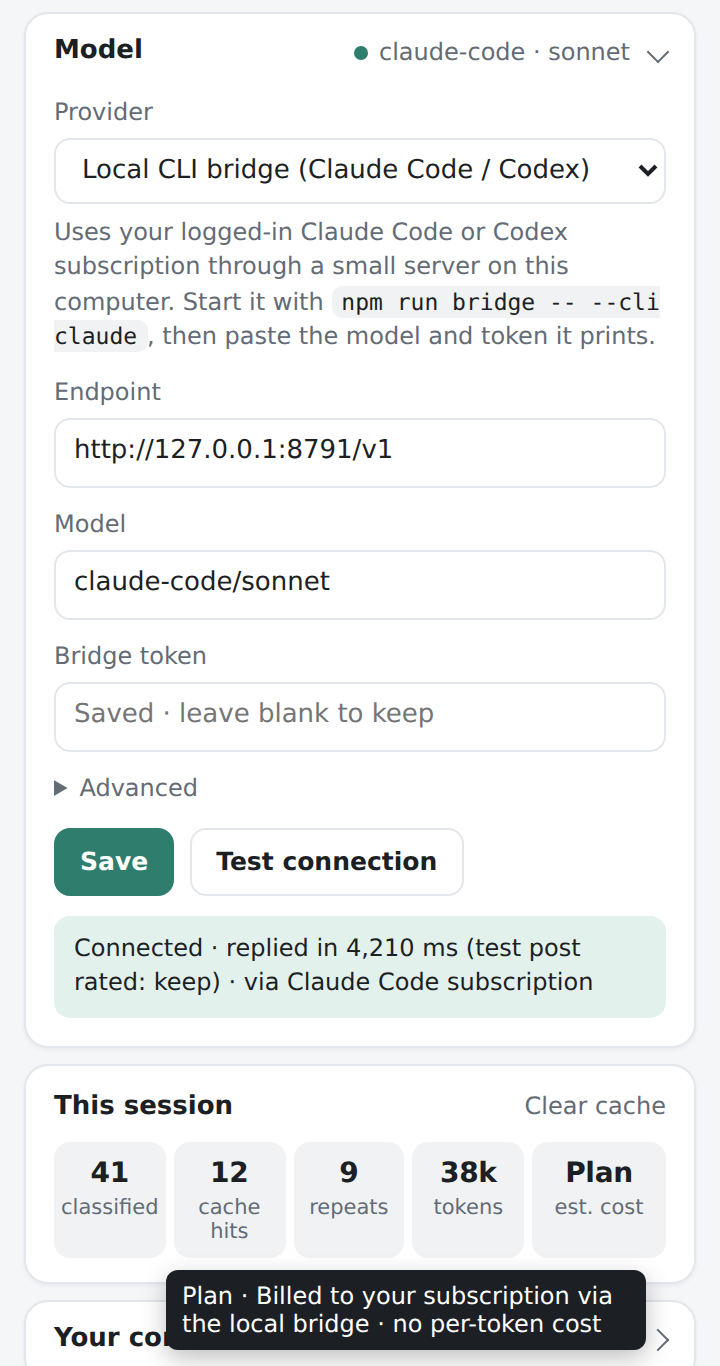 Model
claude-code · sonnet
Provider
Local CLI bridge (Claude Code / Codex)
Uses your logged-in Claude Code or Codex
subscription through a small server on this
computer. Start it with npm run bridge -- --cli
claude , then paste the model and token it prints.
Endpoint
http://127.0.0.1:8791/v1
Model
claude-code/sonnet
Bridge token
Saved · leave blank to keep
Advanced
Save
Test connection
Connected · replied in 4,210 ms (test post
rated: keep) · via Claude Code subscription
This session
Clear cache
41
classified
12
cache
hits
9
repeats
38k
tokens
Plan
est. cost
Plan · Billed to your subscription via
the local bridge · no per-token cost
Your